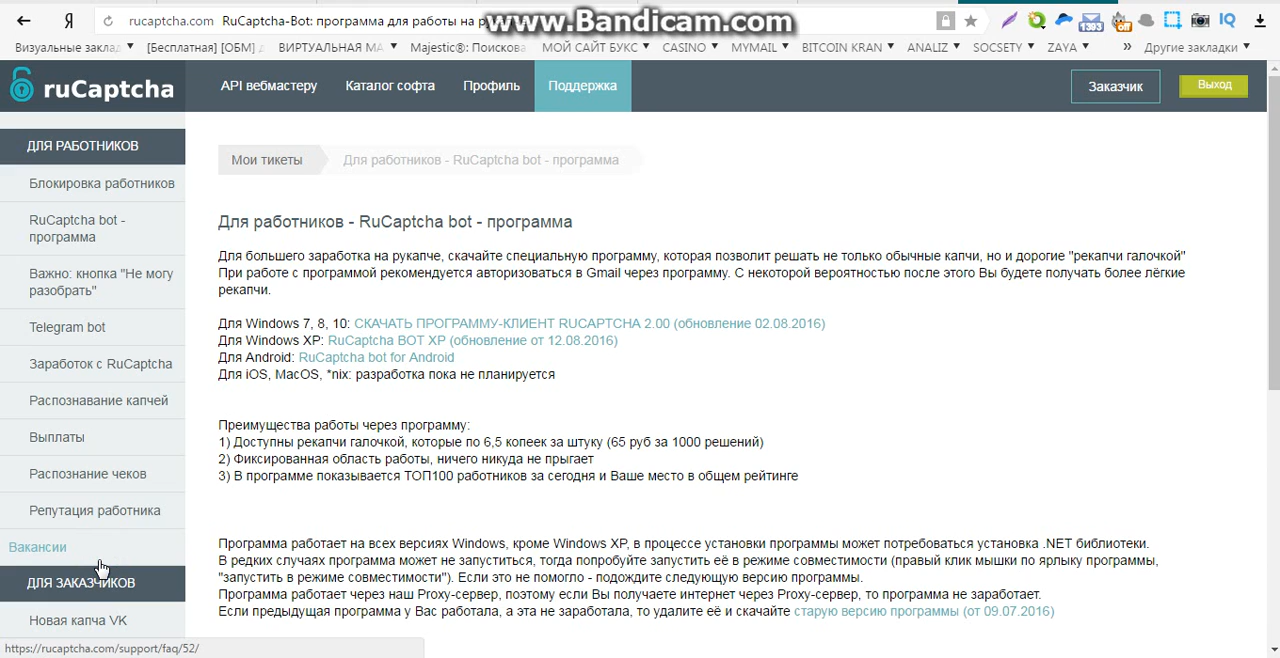 Я
rucaptcha.com RuCaptcha-Bot: программа для работы на
www.Bandicam.com
1393
off
IQ
Визуальные заклад
[Бесплатная] [ОБМ]
ВИРТУАЛЬНАЯ МА
Majestic®: Поискова
МОЙ САЙТ БУКС
CASINO
MYMAIL
BITCOIN KRAN
ANALIZ
SOCSETY
ZAYA
»
Другие закладки
ruCaptcha
API вебмастеру
Каталог софта
Профиль
Поддержка
Заказчик
Выход
ДЛЯ РАБОТНИКОВ
Блокировка работников
RuCaptcha bot -
программа
Важно: кнопка "Не могу
разобрать"
Telegram bot
Заработок с RuCaptcha
Распознавание капчей
Выплаты
Распознание чеков
Репутация работника
Вакансии
ДЛЯ ЗАКАЗЧИКОВ
Новая капча VK
Мои тикеты
Для работников - RuCaptcha bot - программа
Для работников - RuCaptcha bot - программа
Для большего заработка на рукапче, скачайте специальную программу, которая позволит решать не только обычные капчи, но и дорогие "рекапчи галочкой"
При работе с программой рекомендуется авторизоваться в Gmail через программу. С некоторой вероятностью после этого Вы будете получать более лёгкие
рекапчи.
Для Windows 7, 8, 10: СКАЧАТЬ ПРОГРАММУ-КЛИЕНТ RUCAPTCHA 2.00 (обновление 02.08.2016)
Для Windows XP: RuCaptcha BOT XP (обновление от 12.08.2016)
Для Android: RuCaptcha bot for Android
Для iOS, MacOS, *nix: разработка пока не планируется
Преимущества работы через программу:
1) Доступны рекапчи галочкой, которые по 6,5 копеек за штуку (65 руб за 1000 решений)
2) Фиксированная область работы, ничего никуда не прыгает
3) В программе показывается ТОП100 работников за сегодня и Ваше место в общем рейтинге
Программа работает на всех версиях Windows, кроме Windows XP, в процессе установки программы может потребоваться установка .NET библиотеки.
В редких случаях программа может не запуститься, тогда попробуйте запустить её в режиме совместимости (правый клик мышки по ярлыку программы,
"запустить в режиме совместимости"). Если это не помогло - подождите следующую версию программы.
Программа работает через наш Proxy-сервер, поэтому если Вы получаете интернет через Proxy-сервер, то программа не заработает.
Если предыдущая программа у Вас работала, а эта не заработала, то удалите её и скачайте старую версию программы (от 09.07.2016)
https://rucaptcha.com/support/faq/52/